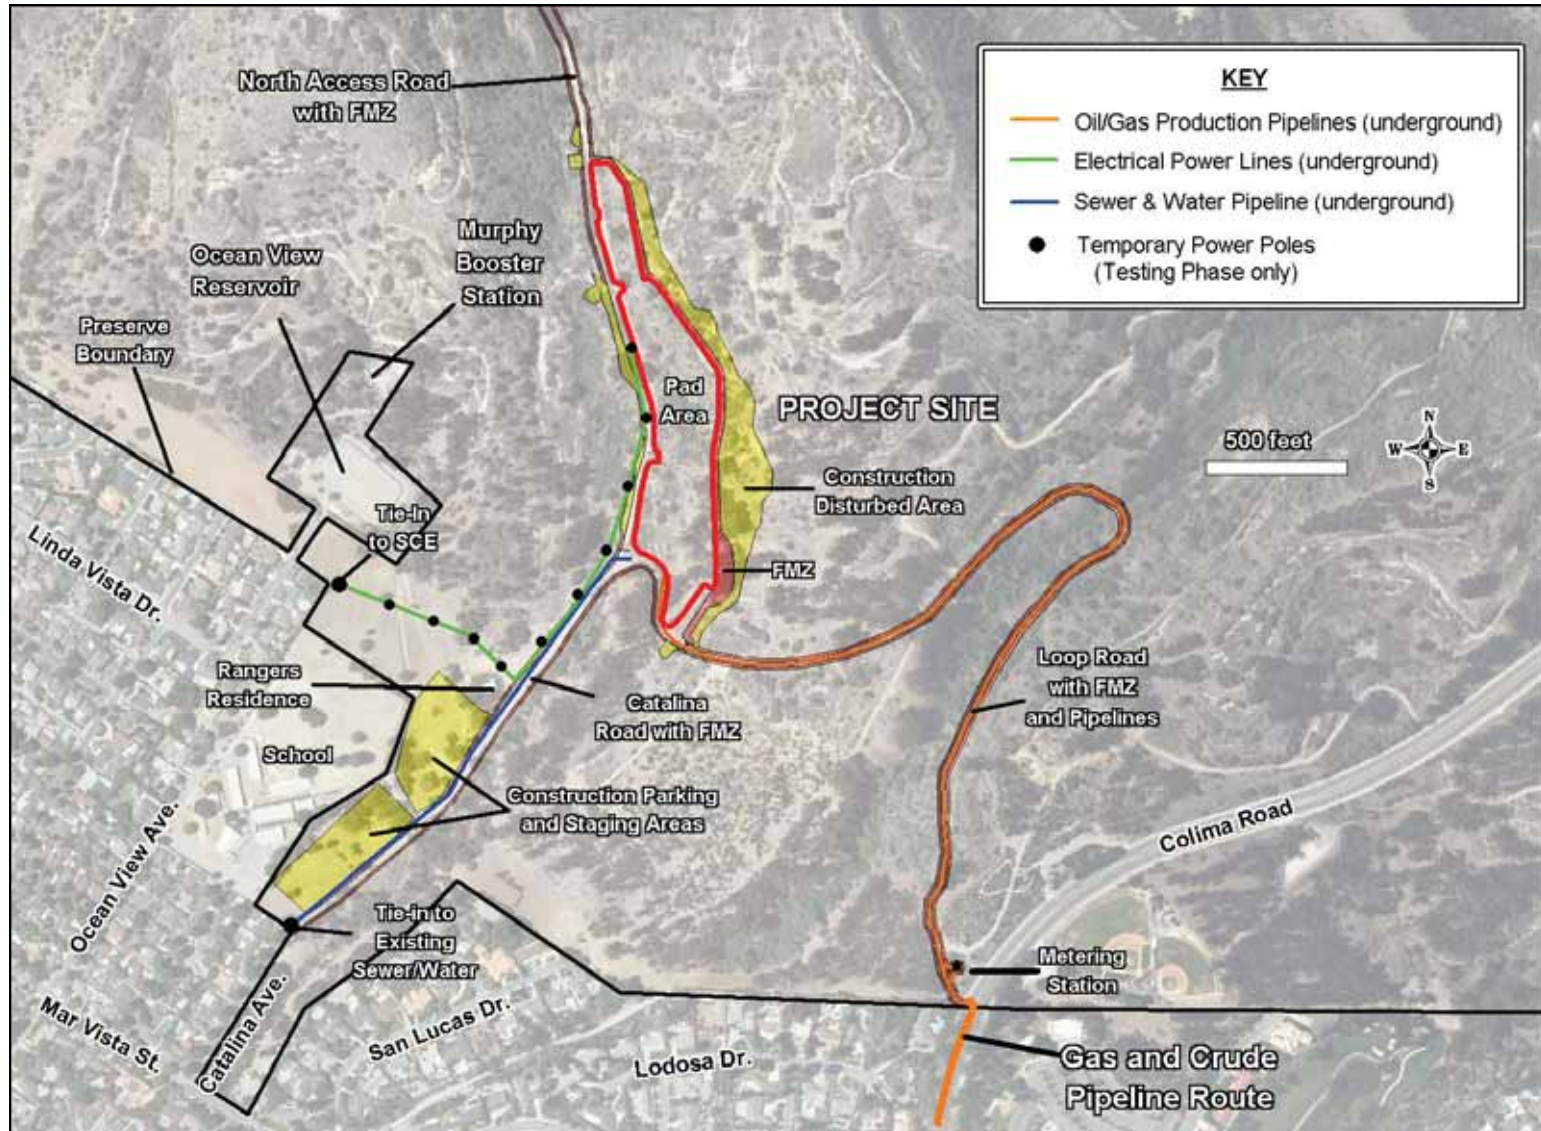 KEY
Oil/Gas Production Pipelines (underground)
Electrical Power Lines (underground)
Sewer & Water Pipeline (underground)
Temporary Power Poles
(Testing Phase only)
North Access Road
with FMZ
Murphy
Booster
Station
Ocean View
Reservoir
Preserve
Boundary
Pad
Area
PROJECT SITE
500 feet
N
W
E
S
Construction
Disturbed Area
Tie-in
to SCE
Linda Vista Dr.
FMZ
Rangers
Residence
Catalina
Road with FMZ
Loop Road
with FMZ
and Pipelines
School
Construction Parking
and Staging Areas
Colima Road
Ocean View Ave.
Tie-in to
Existing
Sewer/Water
Metering
Station
Mar Vista St.
Catalina Ave.
San Lucas Dr.
Lodosa Dr.
Gas and Crude
Pipeline Route